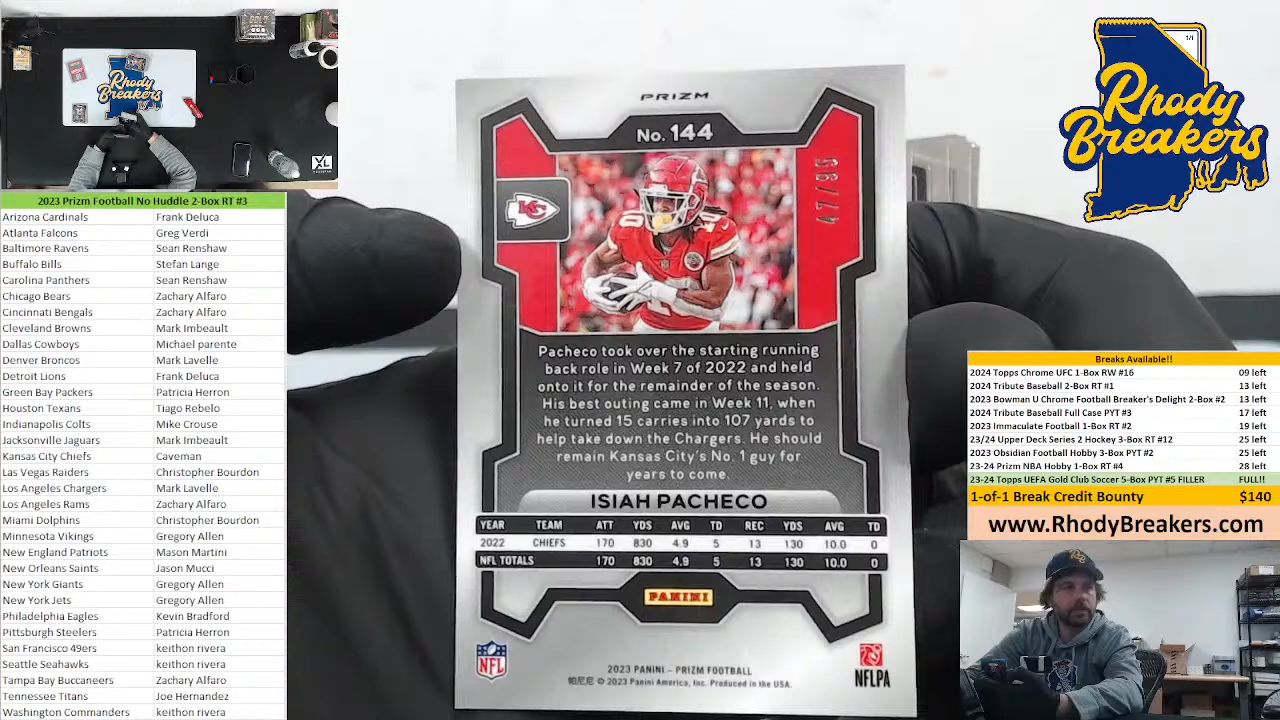 Rhody
Breakers
XL
2023 Prizm Football No Huddle 2-Box RT #3
Arizona Cardinals Frank Deluca
Atlanta Falcons Greg Verdi
Baltimore Ravens Sean Renshaw
Buffalo Bills Stefan Lange
Carolina Panthers Sean Renshaw
Chicago Bears Zachary Alfaro
Cincinnati Bengals Zachary Alfaro
Cleveland Browns Mark Imbeault
Dallas Cowboys Michael parente
Denver Broncos Mark Lavelle
Detroit Lions Frank Deluca
Green Bay Packers Patricia Herron
Houston Texans Tiago Rebelo
Indianapolis Colts Mike Crouse
Jacksonville Jaguars Mark Imbeault
Kansas City Chiefs Caveman
Las Vegas Raiders Christopher Bourdon
Los Angeles Chargers Mark Lavelle
Los Angeles Rams Zachary Alfaro
Miami Dolphins Christopher Bourdon
Minnesota Vikings Gregory Allen
New England Patriots Mason Martini
New Orleans Saints Jason Mucci
New York Giants Gregory Allen
New York Jets Gregory Allen
Philadelphia Eagles Kevin Bradford
Pittsburgh Steelers Patricia Herron
San Francisco 49ers keithon rivera
Seattle Seahawks keithon rivera
Tampa Bay Buccaneers Zachary Alfaro
Tennesse Titans Joe Hernandez
Washington Commanders keithon rivera
PRIZM
No. 144
KC
10
47/99
Pacheco took over the starting running
back role in Week 7 of 2022 and held
onto it for the remainder of the season.
His best outing came in Week 11, when
he turned 15 carries into 107 yards to
help take down the Chargers. He should
remain Kansas City's No. 1 guy for
years to come.
ISIAH PACHECO
YEAR TEAM ATT YDS AVG TD REC YDS AVG TD
2022 CHIEFS 170 830 4.9 5 13 130 10.0 0
NFL TOTALS 170 830 4.9 5 13 130 10.0 0
PANINI
NFL
NFLPA
2023 PANINI – PRIZM FOOTBALL
帕尼尼 © 2023 Panini America, Inc. Produced in the USA.
1/1
Rhody
Breakers
Breaks Available!!
2024 Topps Chrome UFC 1-Box RW #16 09 left
2024 Tribute Baseball 2-Box RT #1 13 left
2023 Bowman U Chrome Football Breaker's Delight 2-Box #2 13 left
2024 Tribute Baseball Full Case PYT #3 17 left
2023 Immaculate Football 1-Box RT #2 19 left
23/24 Upper Deck Series 2 Hockey 3-Box RT #12 25 left
2023 Obsidian Football Hobby 3-Box PYT #2 25 left
23-24 Prizm NBA Hobby 1-Box RT #4 28 left
23-24 Topps UEFA Gold Club Soccer 5-Box PYT #5 FILLER FULL!!
1-of-1 Break Credit Bounty $140
www.RhodyBreakers.com